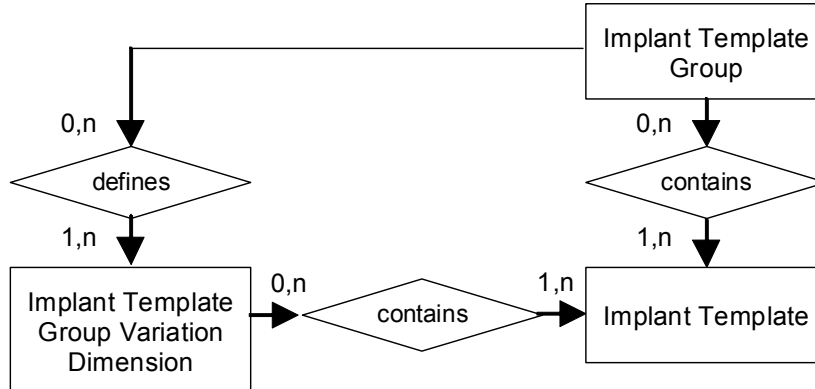 Implant Template
Group
0,n
0,n
defines
contains
1,n
1,n
Implant Template
Group Variation
Dimension
0,n
contains
1,n
Implant Template